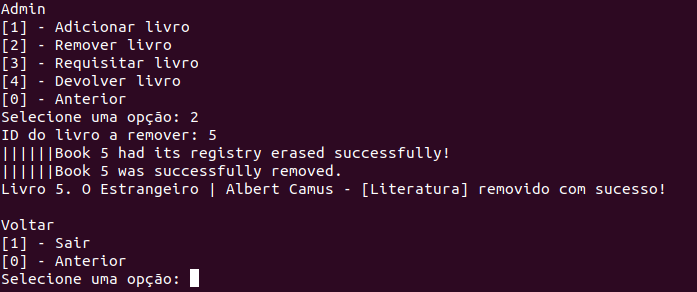 Admin
[1] - Adicionar livro
[2] - Remover livro
[3] - Requisitar livro
[4] - Devolver livro
[0] - Anterior
Selecione uma opção: 2
ID do livro a remover: 5
||||||Book 5 had its registry erased successfully!
||||||Book 5 was successfully removed.
Livro 5. O Estrangeiro | Albert Camus - [Literatura] removido com sucesso!
Voltar
[1] - Sair
[0] - Anterior
Selecione uma opção: